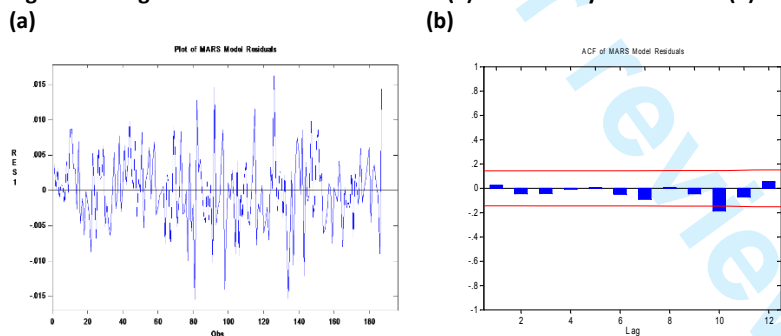 (a)
(b)
Plot of MARS Model Residuals
.015
.010
.005
0
-.005
-.010
-.015
R
E
S
1
0 20 40 60 80 100 120 140 160 180
Obs
ACF of MARS Model Residuals
1
.8
.6
.4
.2
0
.2
.4
.6
.8
1
2 4 6 8 10 12
Lag
review